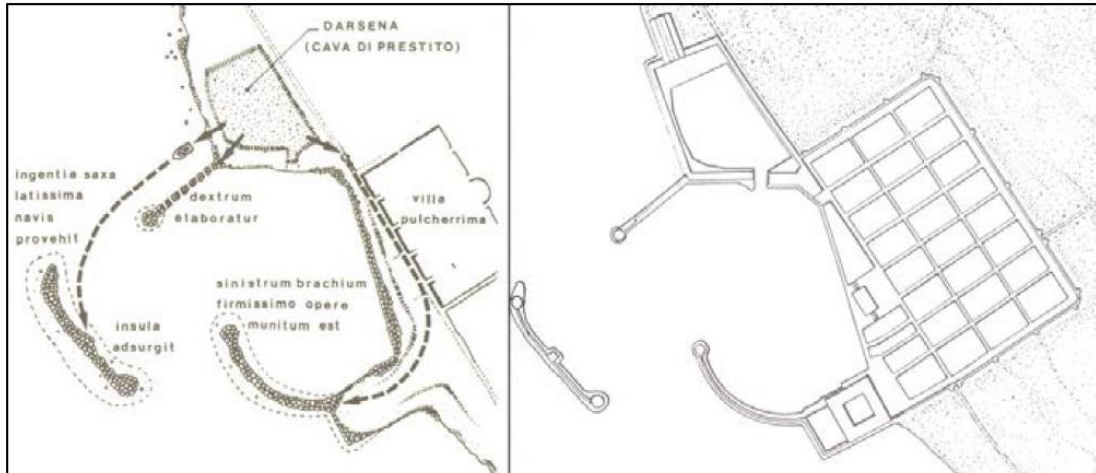 DARSENA
(CAVA DI PRESTITO)
ingentia saxa
latissima
navis
provehit
dextrum
elaboratur
villa
pulcherrima
sinistrum brachium
firmissimo opere
munitum est
insula
adsurgit